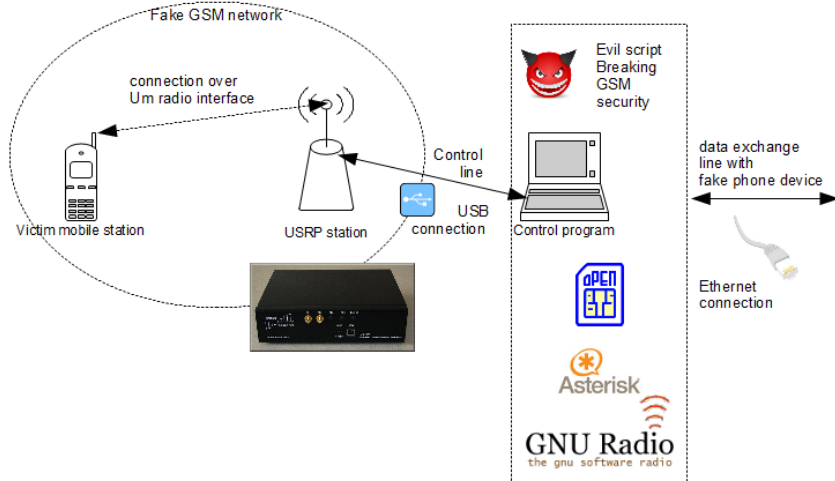 Fake GSM network
connection over
Um radio interface
Victim mobile station
USRP station
Control
line
USB
connection
Evil script
Breaking
GSM
security
Control program
OPEN
Asterisk
GNU Radio
the gnu software radio
data exchange
line with
fake phone device
Ethernet
connection